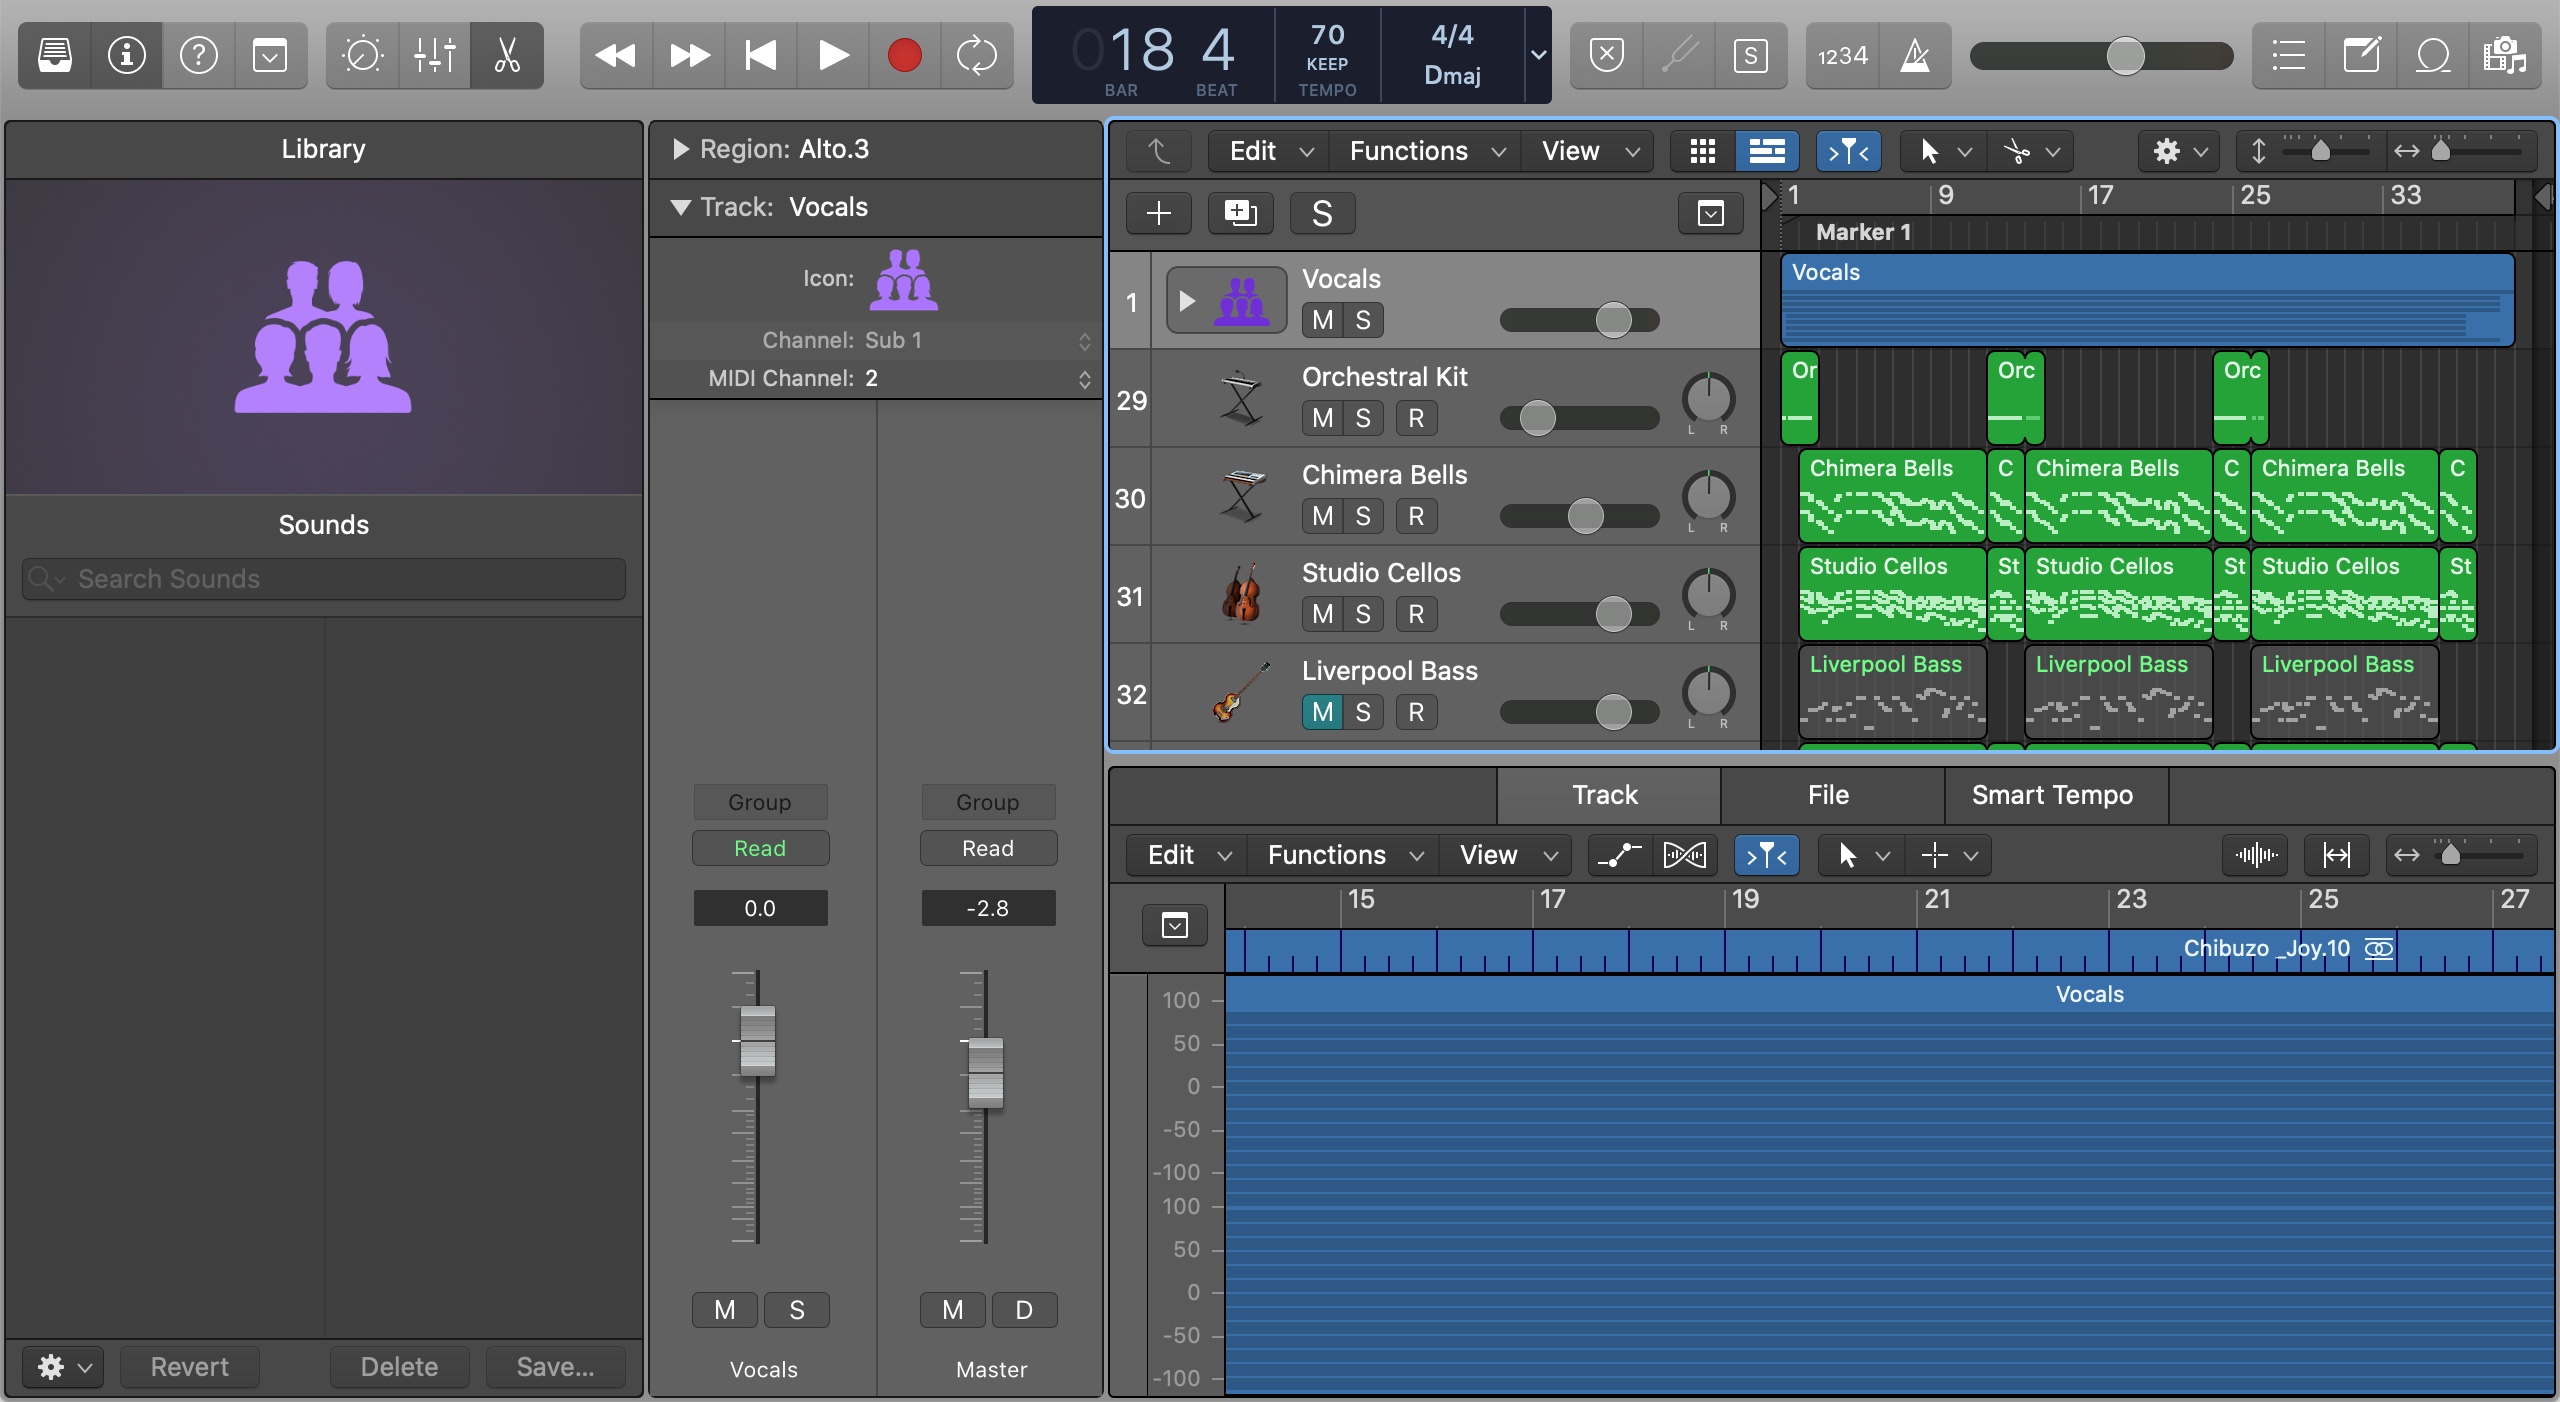 018 4
BAR BEAT
70
KEEP
TEMPO
4/4
Dmaj
S
1234
Library
Sounds
Search Sounds
Revert
Delete
Save...
Region: Alto.3
Track: Vocals
Icon:
Channel: Sub 1
MIDI Channel: 2
Group
Group
Read
Read
0.0
-2.8
M S
M D
Vocals
Master
Edit
Functions
View
S
1 9 17 25 33
Marker 1
1
Vocals
M S
Vocals
29
Orchestral Kit
M S R
L R
Or
Orc
Orc
30
Chimera Bells
M S R
L R
Chimera Bells
C
Chimera Bells
C
Chimera Bells
C
31
Studio Cellos
M S R
L R
Studio Cellos
St
Studio Cellos
St
Studio Cellos
St
32
Liverpool Bass
M S R
L R
Liverpool Bass
Liverpool Bass
Liverpool Bass
Track
File
Smart Tempo
Edit
Functions
View
15 17 19 21 23 25 27
Chibuzo _Joy.10
Vocals
100
50
0
-50
-100
100
50
0
-50
-100